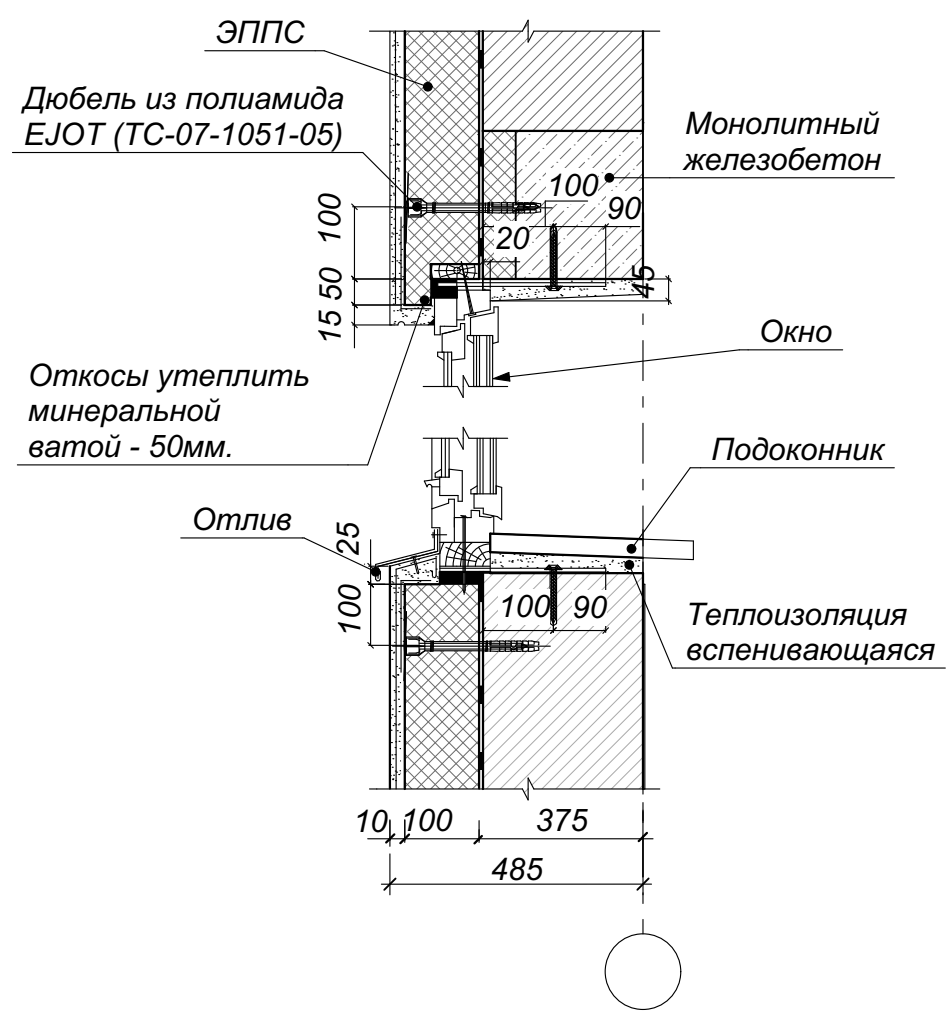 ЭППС
Дюбель из полиамида
EJOT (TC-07-1051-05)
Монолитный
железобетон
100
90
100
20
45
50
15
Окно
Откосы утеплить
минеральной
ватой - 50мм.
Подоконник
Отлив
25
100
100
90
Теплоизоляция
вспенивающаяся
10
100
375
485